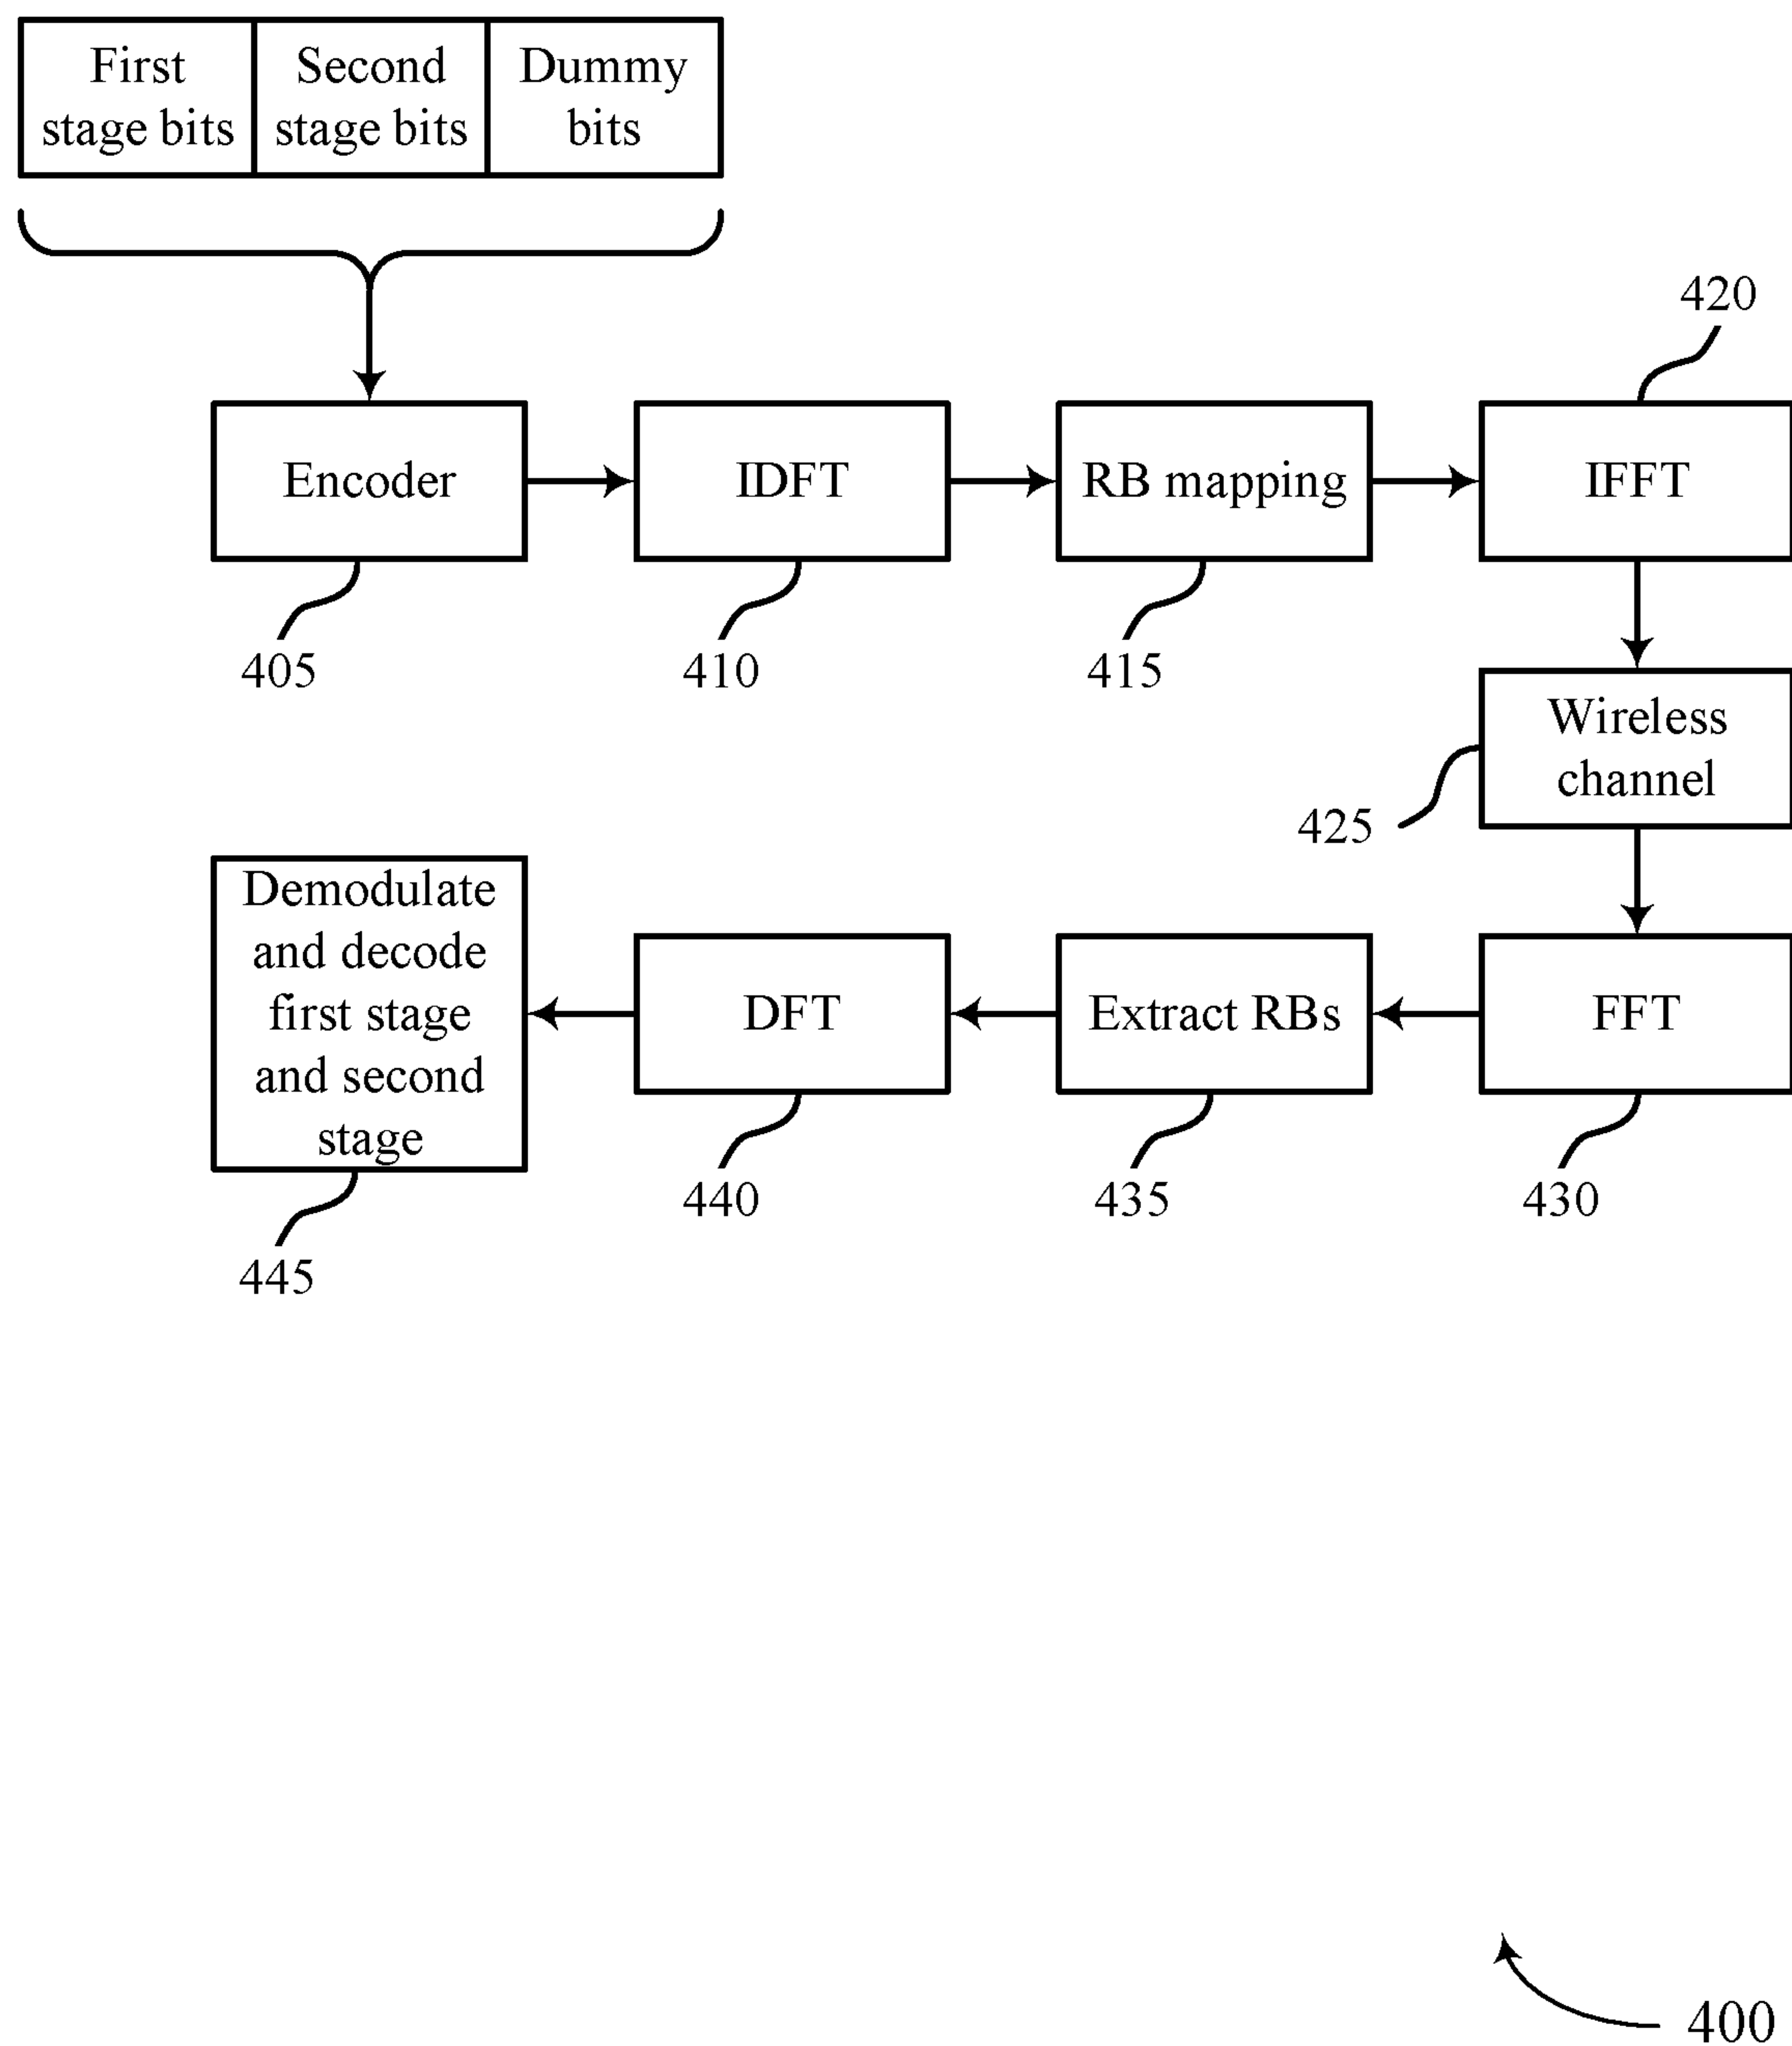 First
stage bits
Second
stage bits
Dummy
bits
420
Encoder
IDFT
RB mapping
IFFT
405
410
415
Wireless
channel
425
Demodulate
and decode
first stage
and second
stage
DFT
Extract RBs
FFT
440
435
430
445
400